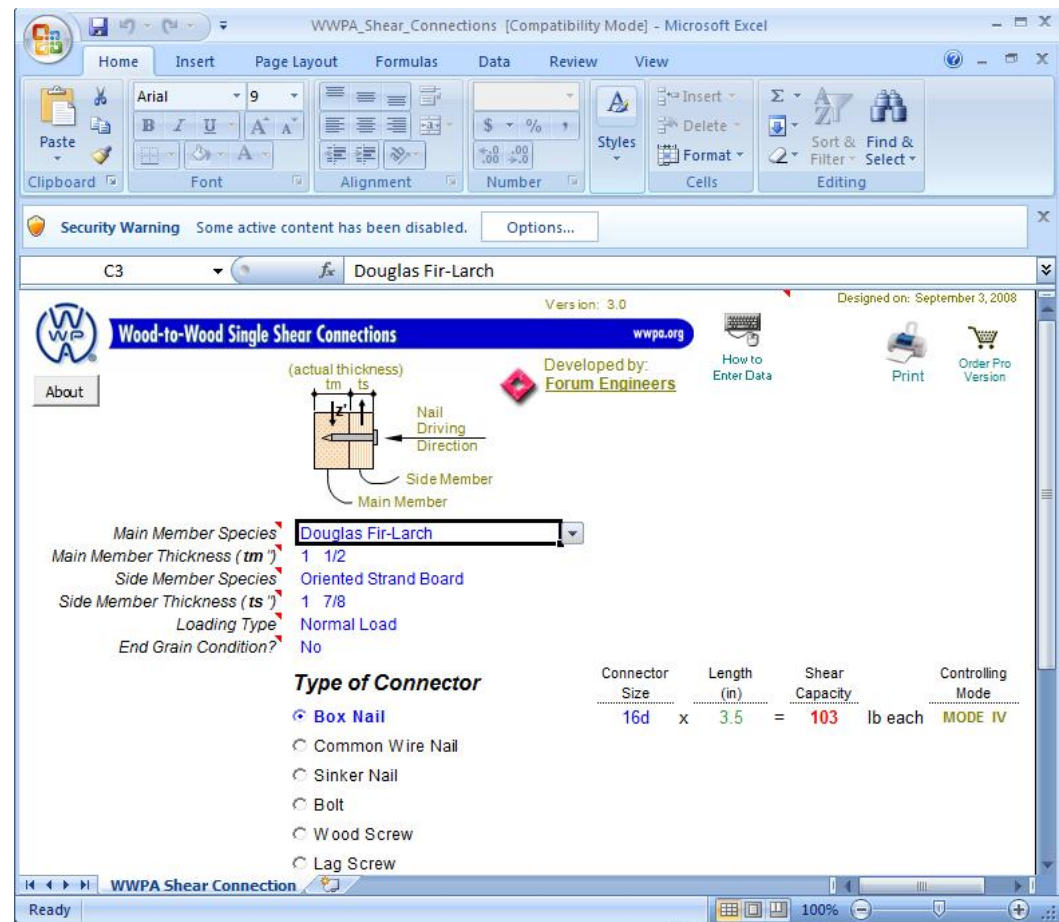 WWPA_Shear_Connections [Compatibility Mode] - Microsoft Excel
Home Insert Page Layout Formulas Data Review View
Paste
Clipboard
Arial 9
B I U A A
A
Font
Alignment
$ % ,
.0 .00 .00 .0
Number
Styles
Insert
Delete
Format
Cells
Σ
Sort & Filter
Find & Select
Editing
Security Warning Some active content has been disabled. Options...
C3 fx Douglas Fir-Larch
Version: 3.0 Designed on: September 3, 2008
WWPA Wood-to-Wood Single Shear Connections wwpa.org
About
(actual thickness)
tm ts
z'
Nail
Driving
Direction
Side Member
Main Member
Developed by:
Forum Engineers
How to
Enter Data
Print
Order Pro
Version
Main Member Species Douglas Fir-Larch
Main Member Thickness ( tm ") 1 1/2
Side Member Species Oriented Strand Board
Side Member Thickness ( ts ") 1 7/8
Loading Type Normal Load
End Grain Condition? No
Type of Connector
Connector Size Length (in) Shear Capacity Controlling Mode
Box Nail 16d x 3.5 = 103 lb each MODE IV
Common Wire Nail
Sinker Nail
Bolt
Wood Screw
Lag Screw
WWPA Shear Connection
Ready 100%